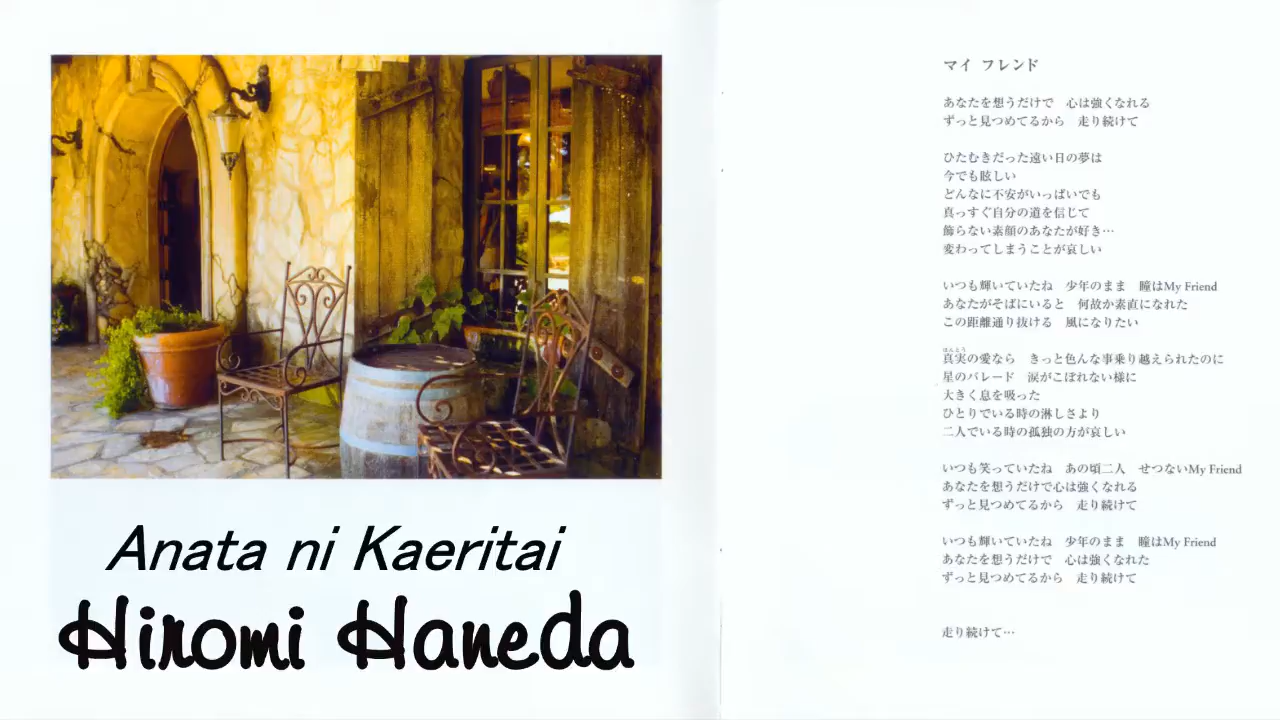 Anata ni Kaeritai
Hiromi Haneda
マイ フレンド
あなたを想うだけで 心は強くなれる
ずっと見つめてるから 走り続けて
ひたむきだった遠い日の夢は
今でも眩しい
どんなに不安がいっぱいでも
真っすぐ自分の道を信じて
飾らない素顔のあなたが好き…
変わってしまうことが哀しい
いつも輝いていたね 少年のまま 瞳はMy Friend
あなたがそばにいると 何故か素直になれた
この距離通り抜ける 風になりたい
ほんとう
真実の愛なら きっと色んな事乗り越えられたのに
星のバレード 涙がこぼれない様に
大きく息を吸った
ひとりでいる時の淋しさより
二人でいる時の孤独の方が哀しい
いつも笑っていたね あの頃二人 せつないMy Friend
あなたを想うだけで心は強くなれる
ずっと見つめてるから 走り続けて
いつも輝いていたね 少年のまま 瞳はMy Friend
あなたを想うだけで 心は強くなれた
ずっと見つめてるから 走り続けて
走り続けて…